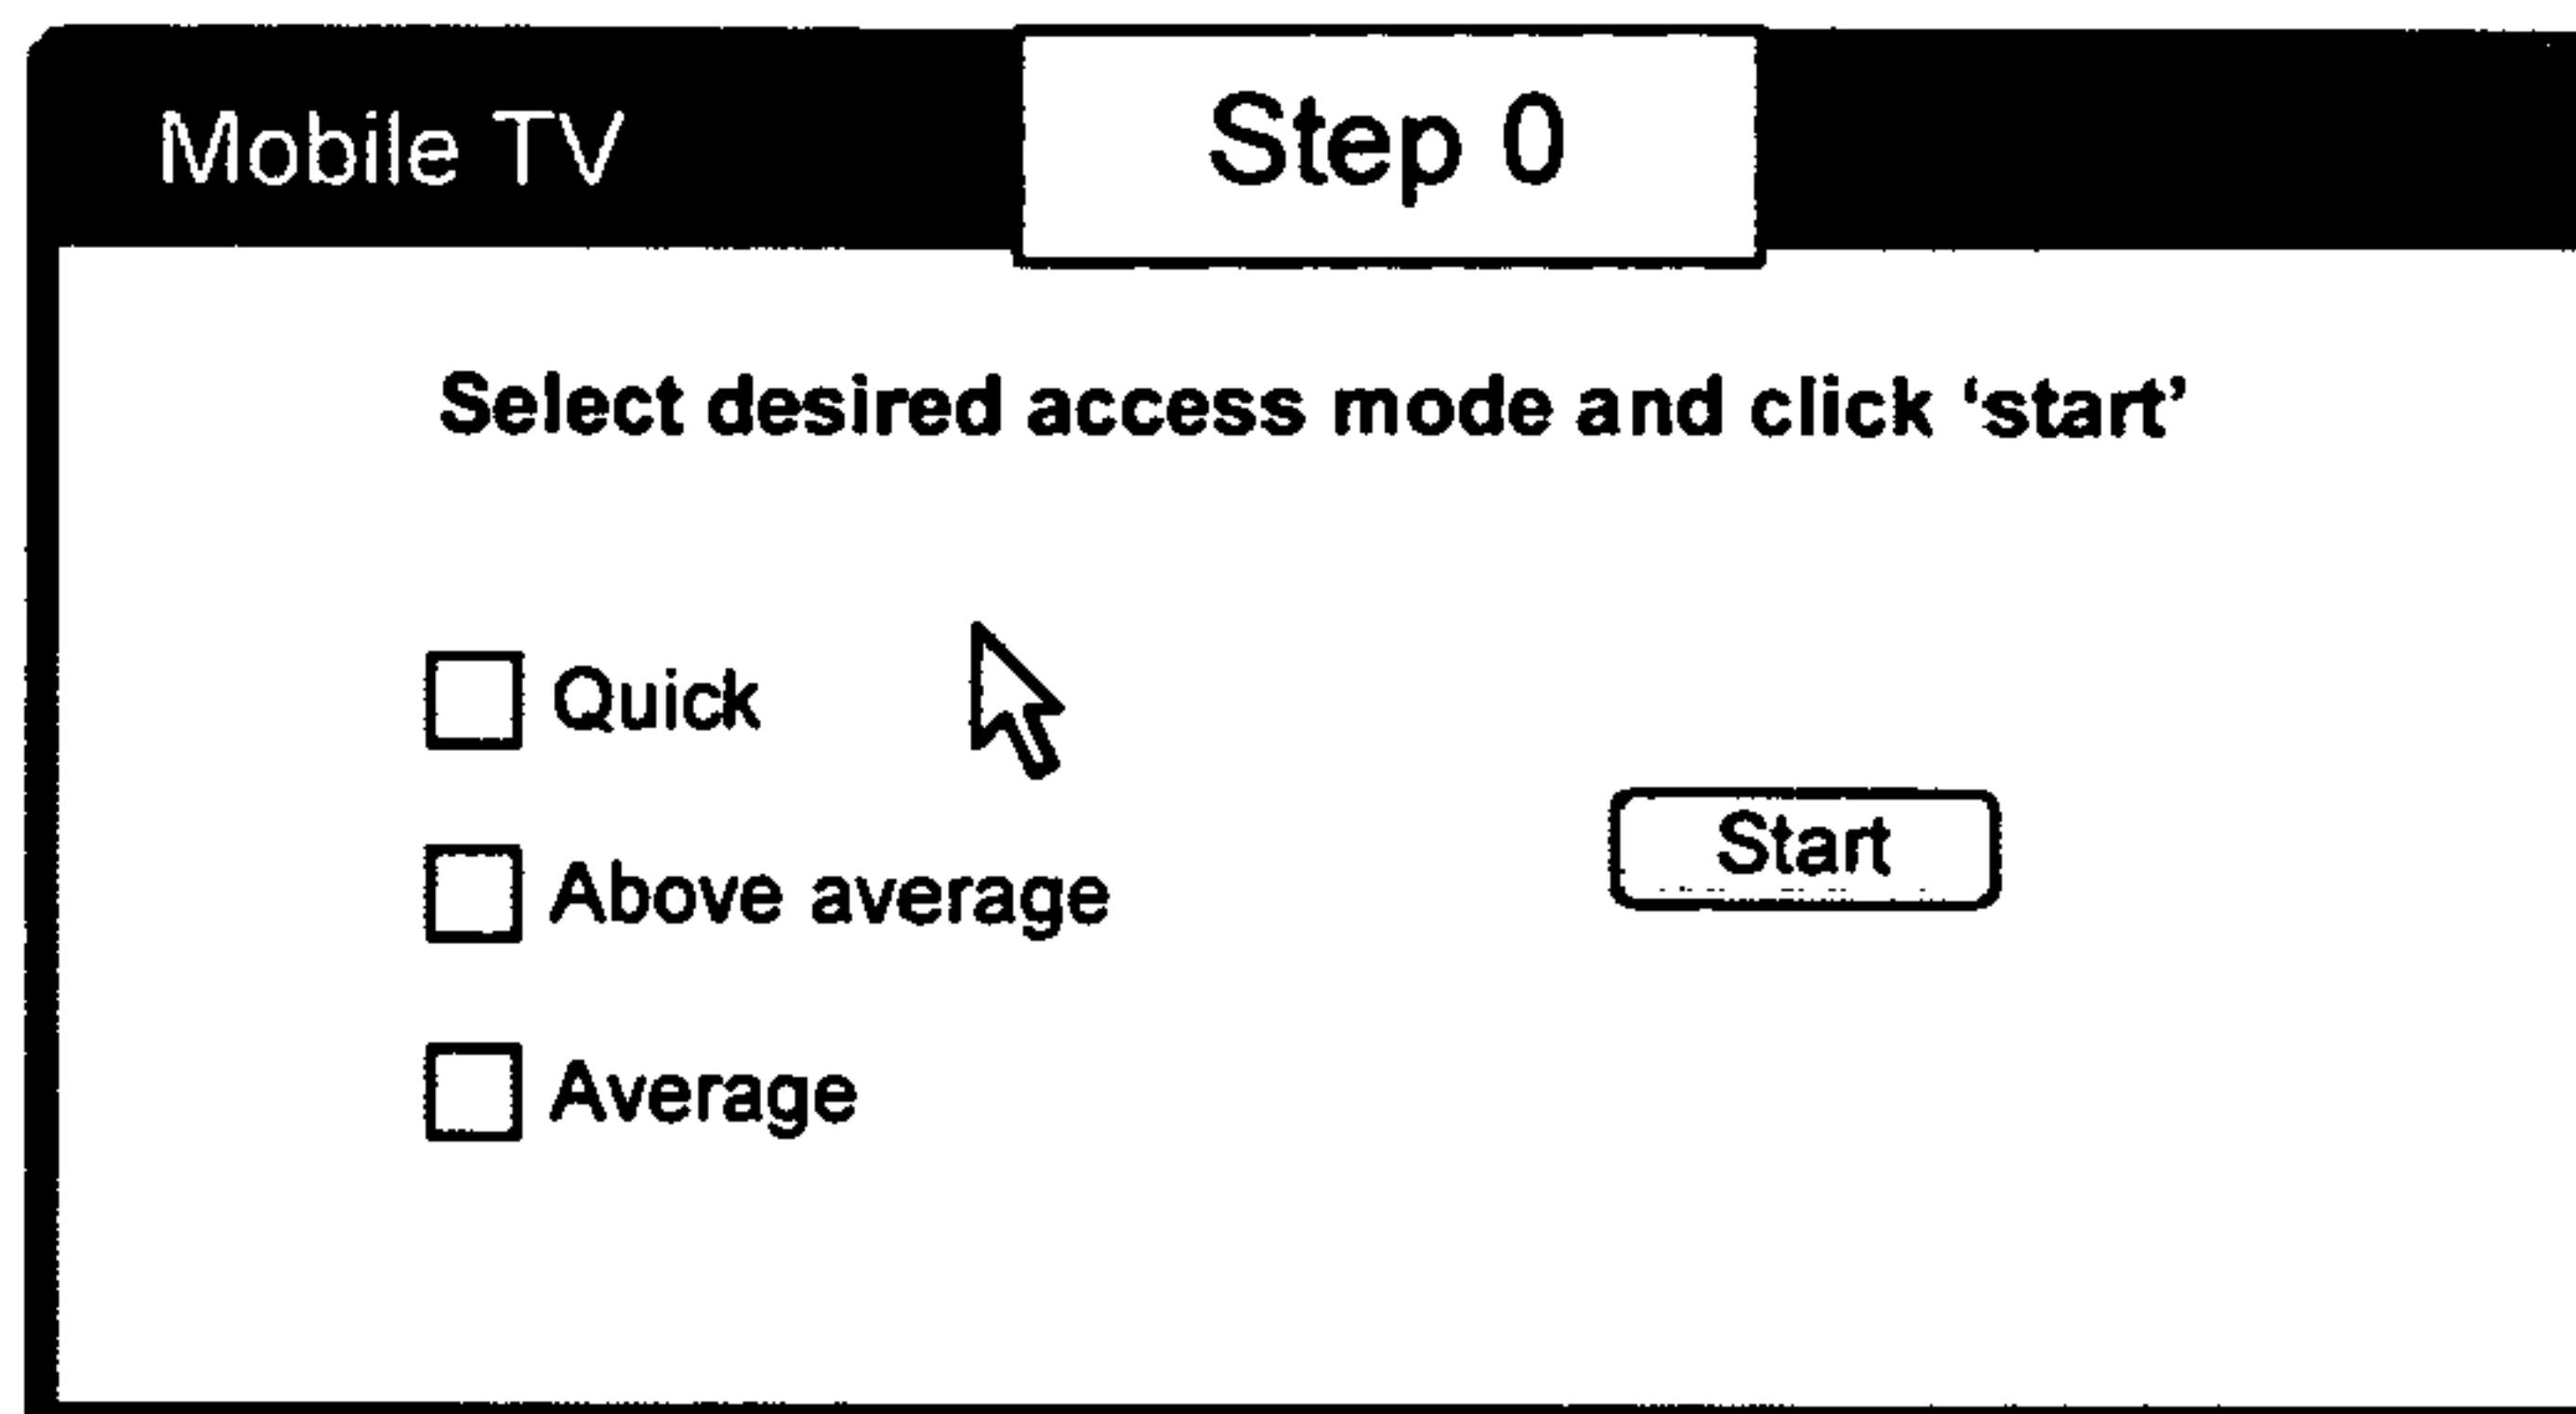 Mobile TV
Step 0
Select desired access mode and click ‘start’
Quick
Above average
Start
Average